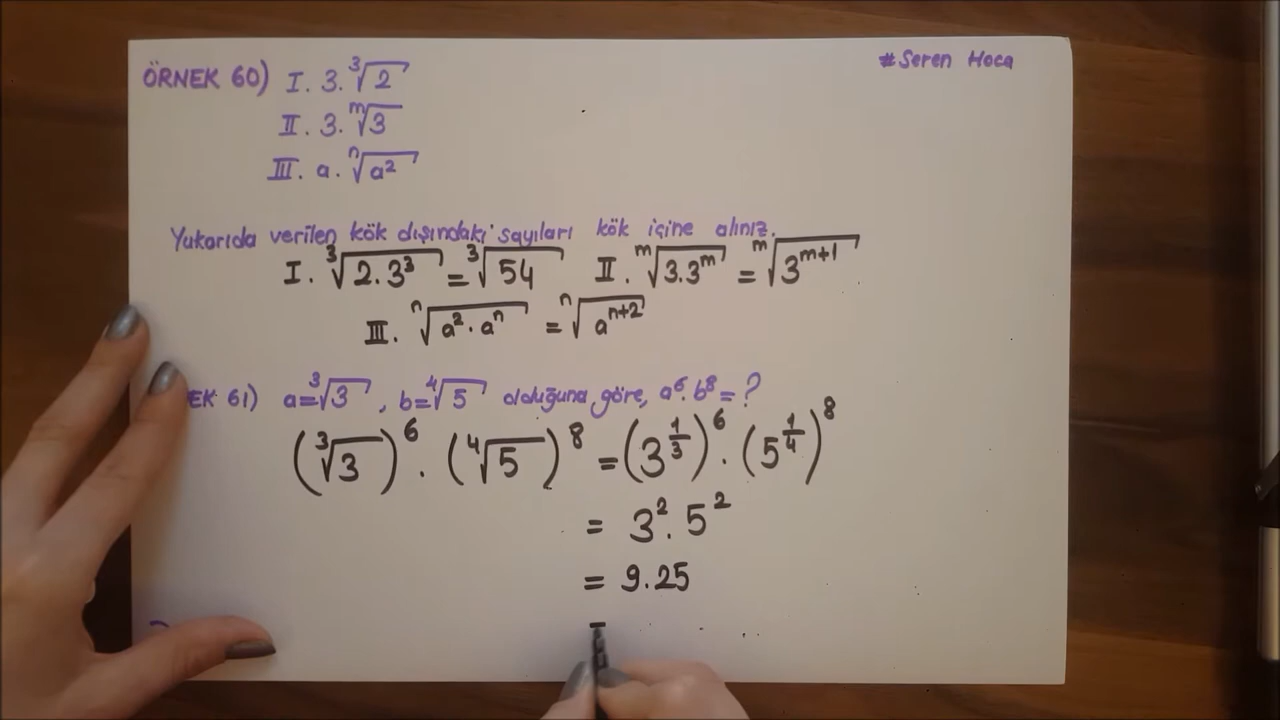 #Seren Hoca
ÖRNEK 60) I. 3.∛2
II. 3.ᵐ√3
III. a.ⁿ√a²
Yukarıda verilen kök dışındaki sayıları kök içine alınız.
I. ∛2.3³ = ∛54 II. ᵐ√3.3ᵐ = ᵐ√3ᵐ⁺¹
III. ⁿ√a².aⁿ = ⁿ√aⁿ⁺²
EK 61) a=∛3, b=∜5 olduğuna göre, a⁶.b⁸=?
(∛3)⁶ . (∜5)⁸ = (3^(1/3))⁶ . (5^(1/4))⁸
= 3².5²
= 9.25